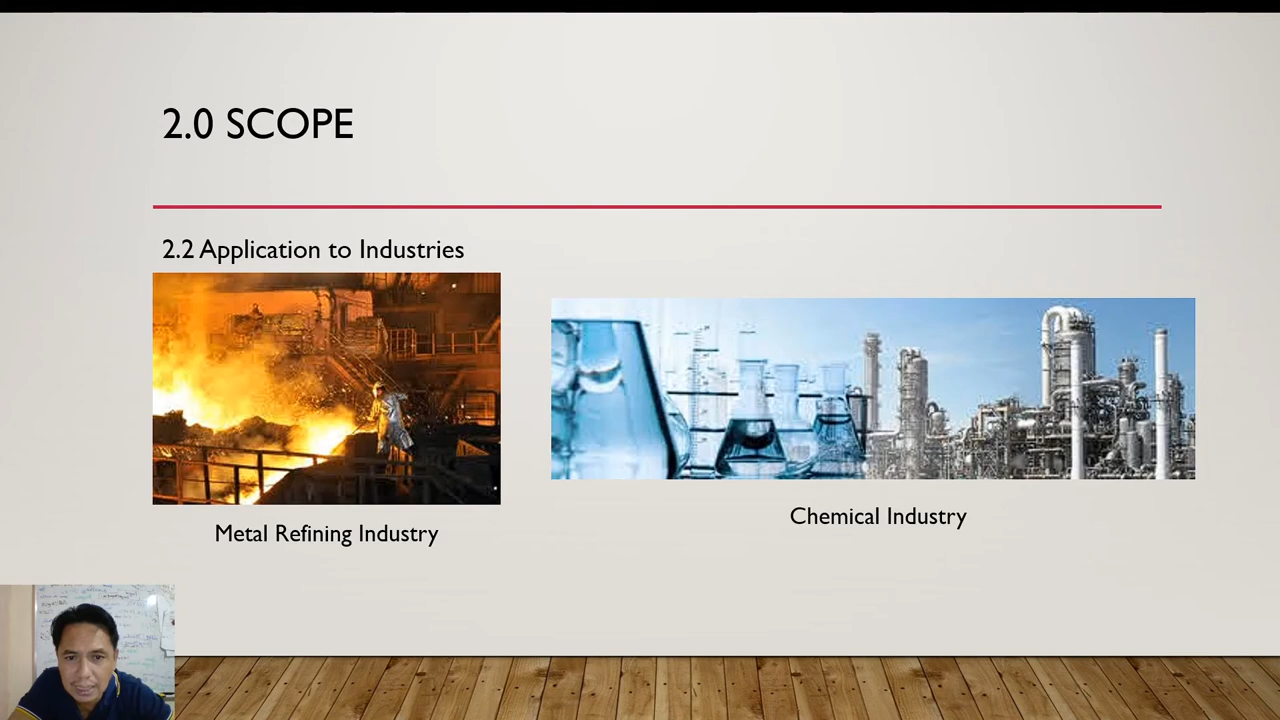 2.0 SCOPE
2.2 Application to Industries
Metal Refining Industry
Chemical Industry